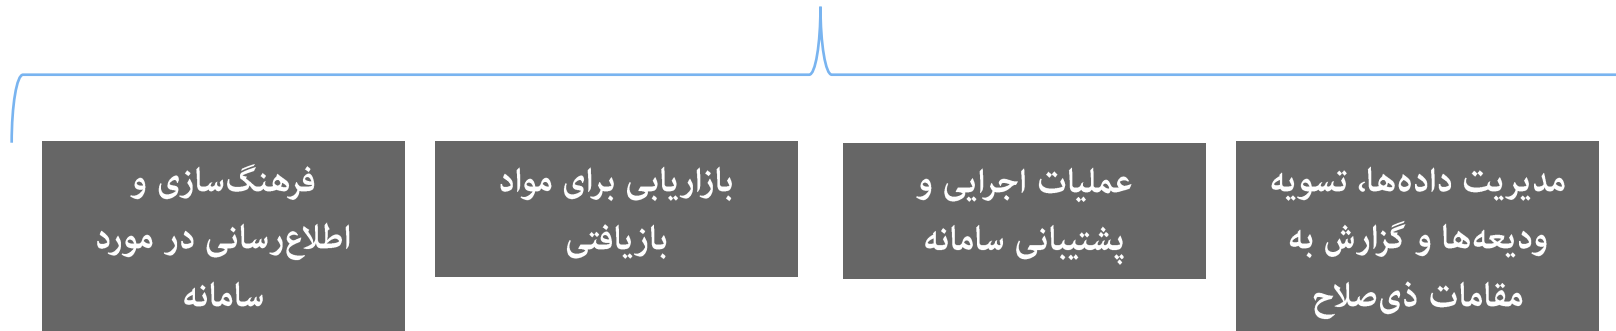 مدیریت داده‌ها، تسویه
ودیعه‌ها و گزارش به
مقامات ذی‌صلاح
عملیات اجرایی و
پشتیبانی سامانه
بازاریابی برای مواد
بازیافتی
فرهنگ‌سازی و
اطلاع‌رسانی در مورد
سامانه